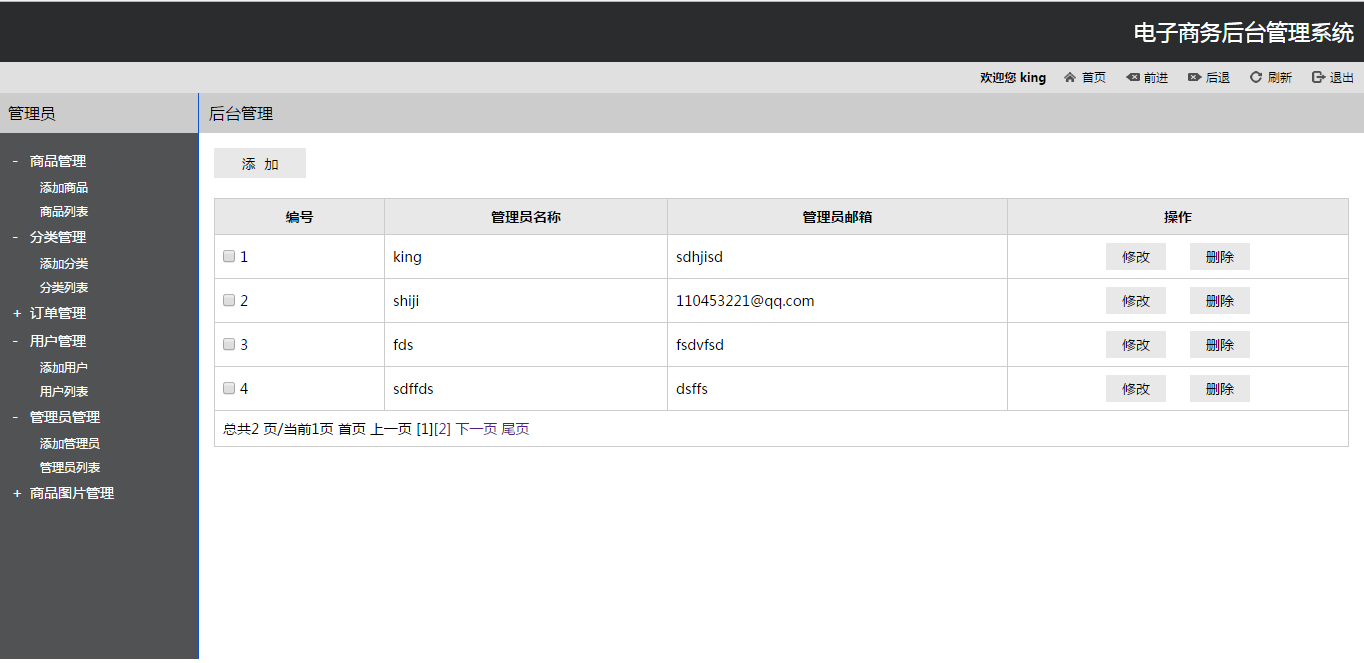 电子商务后台管理系统
欢迎您 king 首页 前进 后退 刷新 退出
管理员
- 商品管理
添加商品
商品列表
- 分类管理
添加分类
分类列表
+ 订单管理
- 用户管理
添加用户
用户列表
- 管理员管理
添加管理员
管理员列表
+ 商品图片管理
后台管理
添 加
编号 管理员名称 管理员邮箱 操作
1 king sdhjisd 修改 删除
2 shiji 110453221@qq.com 修改 删除
3 fds fsdvfsd 修改 删除
4 sdffds dsffs 修改 删除
总共2 页/当前1页 首页 上一页 [1][2] 下一页 尾页